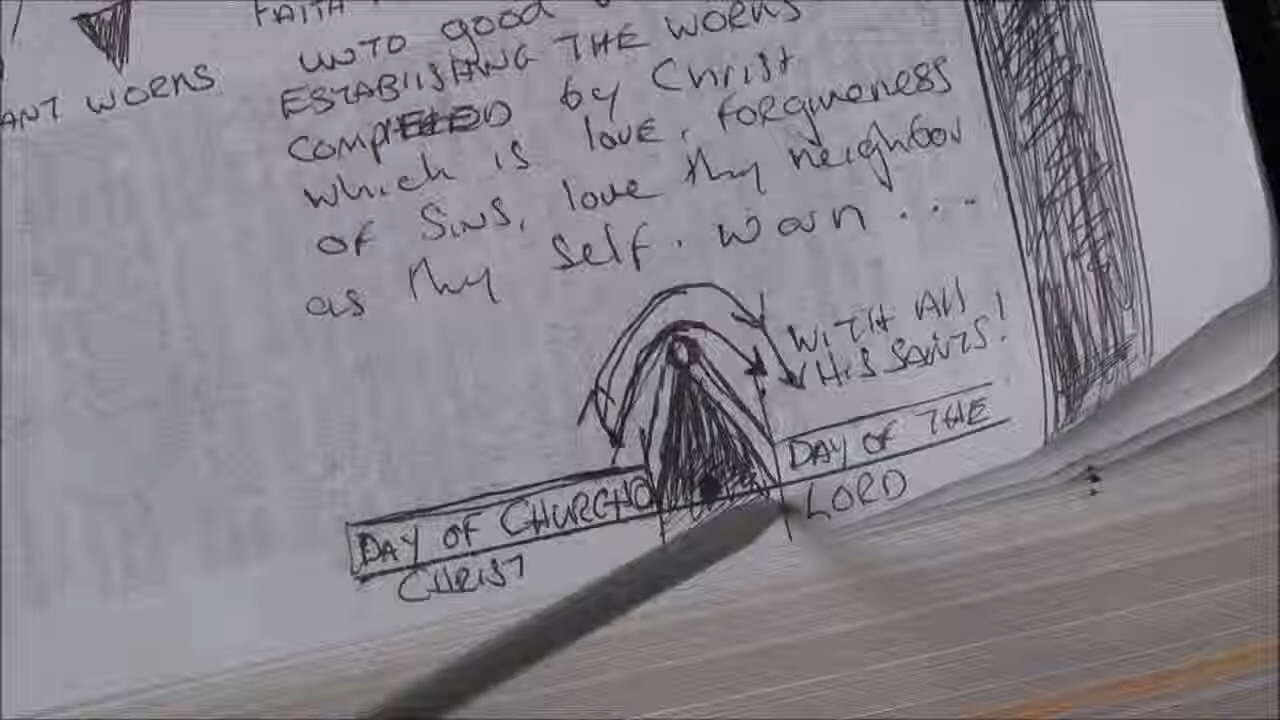 FAITH
UNTO good
ESTABLISHING THE WORKS
COMPLETED by Christ
which is love, forgiveness
of SINS, love thy neighbor
as thy self. worn ...
ANT WORKS
WITH All
HIS SAINTS!
DAY OF THE
LORD
DAY OF CHURCH
CHRIST